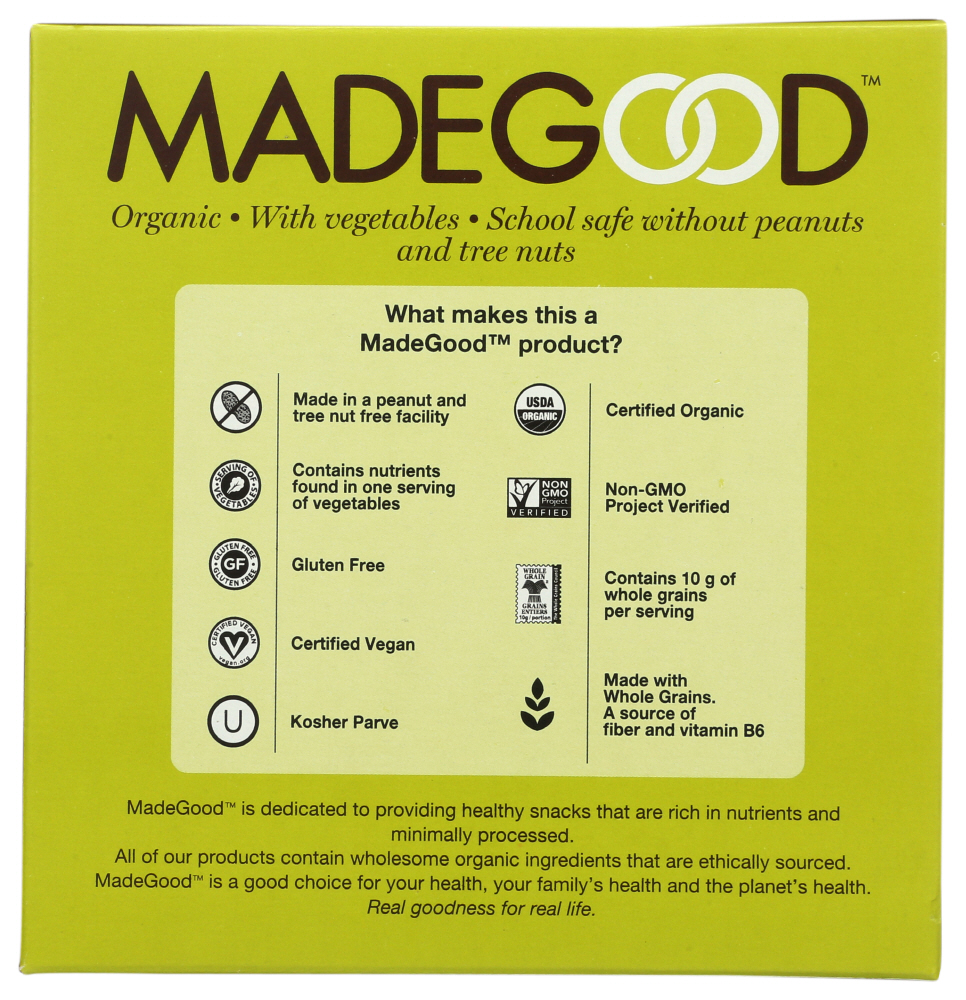 MADEGOOD™
Organic • With vegetables • School safe without peanuts
and tree nuts
What makes this a
MadeGood™ product?
Made in a peanut and
tree nut free facility
SERVING OF
VEGETABLES
Contains nutrients
found in one serving
of vegetables
GLUTEN FREE
GF
GLUTEN FREE
Gluten Free
CERTIFIED VEGAN
vegan.org
Certified Vegan
U
Kosher Parve
USDA
ORGANIC
Certified Organic
NON
GMO
Project
VERIFIED
Non-GMO
Project Verified
WHOLE
GRAIN
GRAINS
ENTIERS
10g / portion
Contains 10 g of
whole grains
per serving
Made with
Whole Grains.
A source of
fiber and vitamin B6
MadeGood™ is dedicated to providing healthy snacks that are rich in nutrients and
minimally processed.
All of our products contain wholesome organic ingredients that are ethically sourced.
MadeGood™ is a good choice for your health, your family's health and the planet's health.
Real goodness for real life.